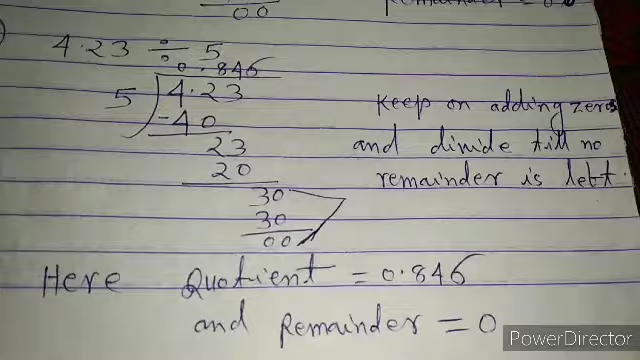 00
4.23 ÷ 5
0.846
5 4.23
-40
23
20
30
30
00
Keep on adding zeros
and divide till no
remainder is left.
Here Quotient = 0.846
and Remainder = 0
PowerDirector